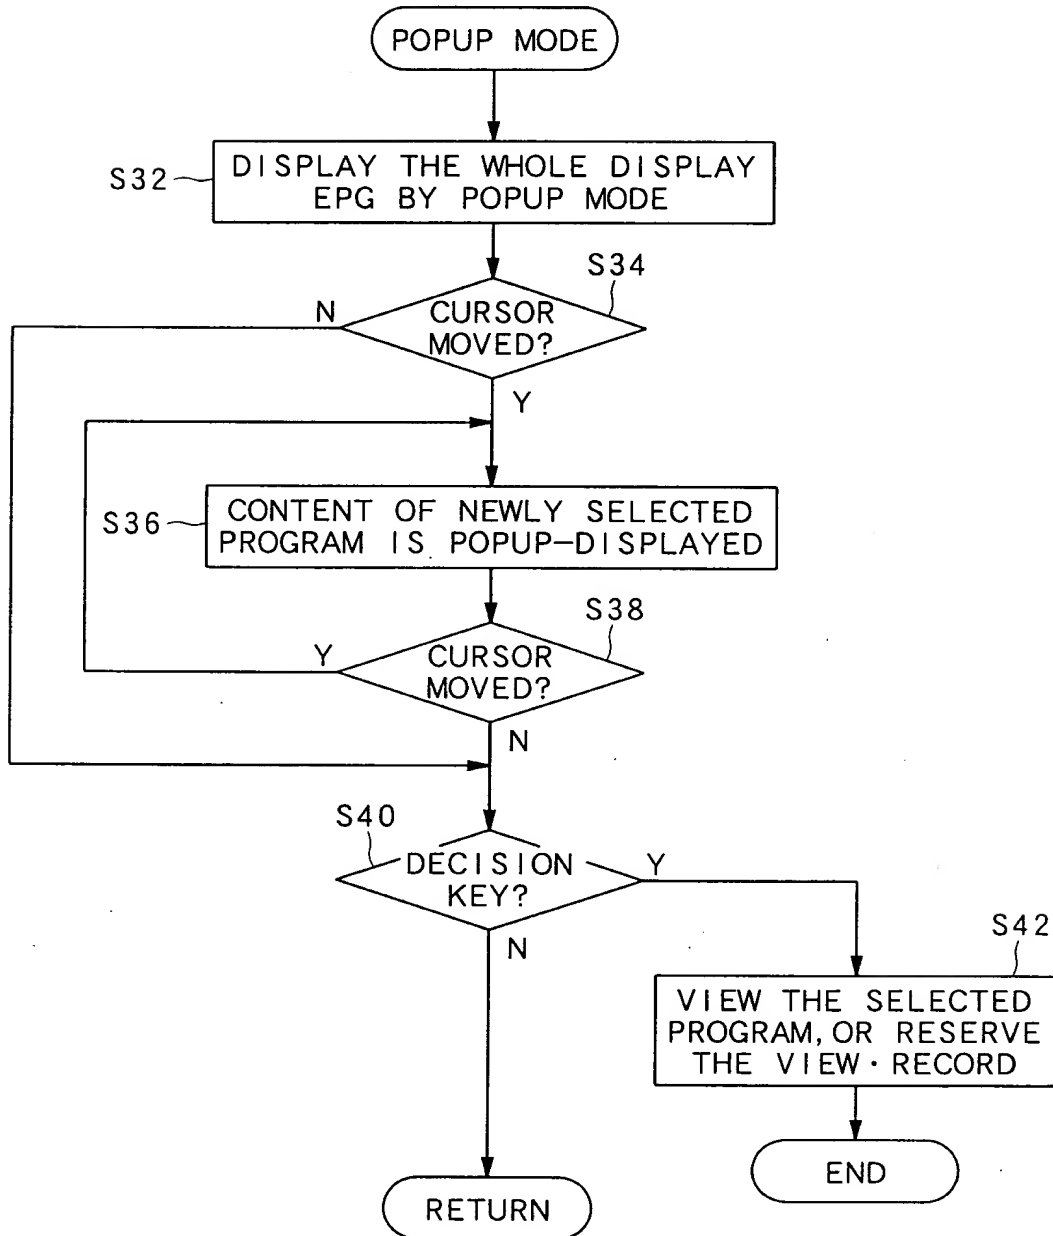 POPUP MODE
S32
DISPLAY THE WHOLE DISPLAY
EPG BY POPUP MODE
S34
N
CURSOR
MOVED?
Y
S36
CONTENT OF NEWLY SELECTED
PROGRAM IS POPUP-DISPLAYED
S38
Y
CURSOR
MOVED?
N
S40
DECISION
KEY?
Y
N
S42
VIEW THE SELECTED
PROGRAM, OR RESERVE
THE VIEW・RECORD
END
RETURN